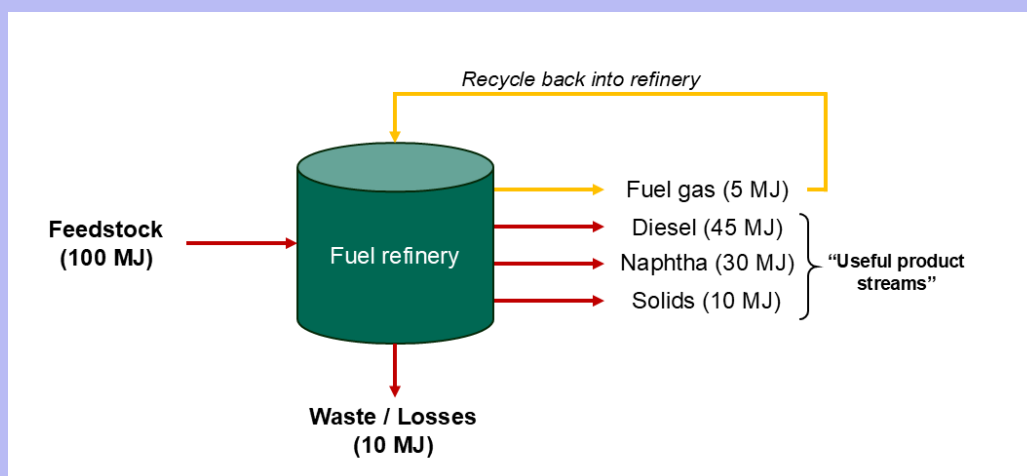 Recycle back into refinery
Fuel gas (5 MJ)
Feedstock
(100 MJ)
Fuel refinery
Diesel (45 MJ)
Naphtha (30 MJ)
Solids (10 MJ)
“Useful product
streams”
Waste / Losses
(10 MJ)